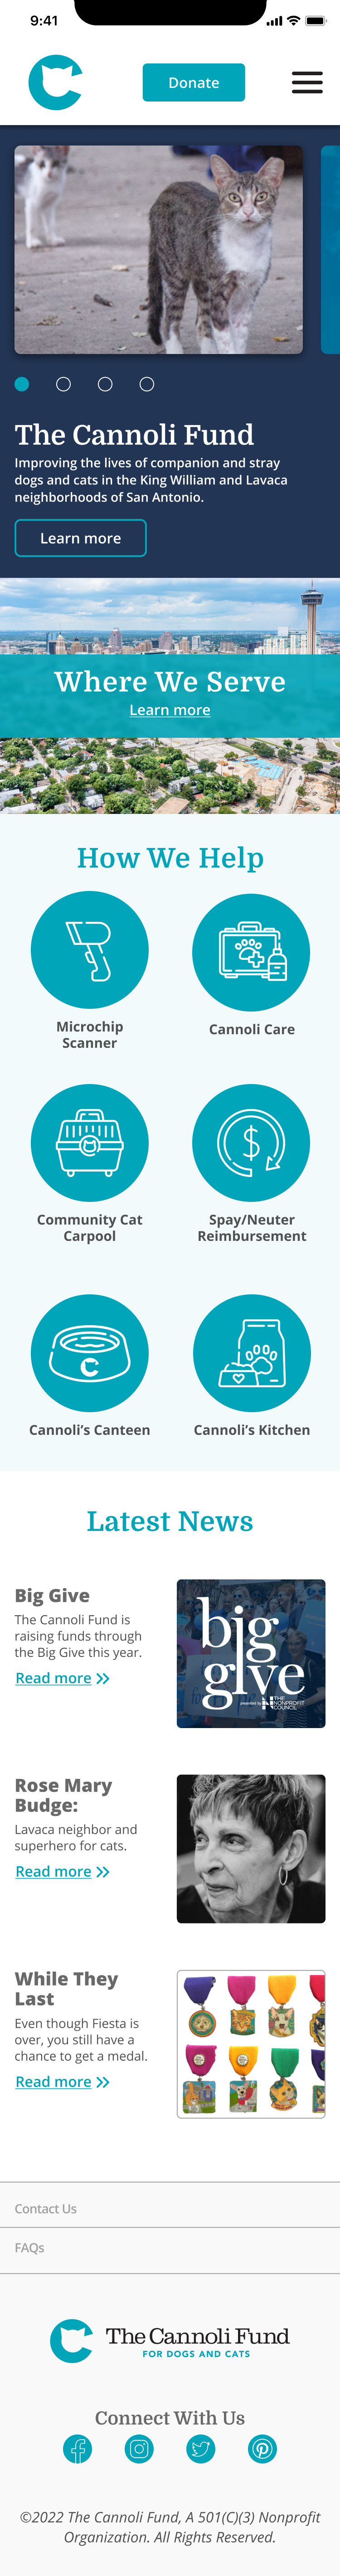 9:41
Donate
The Cannoli Fund
Improving the lives of companion and stray
dogs and cats in the King William and Lavaca
neighborhoods of San Antonio.
Learn more
Where We Serve
Learn more
How We Help
Microchip
Scanner
Cannoli Care
Community Cat
Carpool
Spay/Neuter
Reimbursement
Cannoli's Canteen
Cannoli's Kitchen
Latest News
Big Give
The Cannoli Fund is
raising funds through
the Big Give this year.
Read more
big
give
presented by THE NONPROFIT COUNCIL
Rose Mary
Budge:
Lavaca neighbor and
superhero for cats.
Read more
While They
Last
Even though Fiesta is
over, you still have a
chance to get a medal.
Read more
Contact Us
FAQs
The Cannoli Fund
FOR DOGS AND CATS
Connect With Us
©2022 The Cannoli Fund, A 501(C)(3) Nonprofit
Organization. All Rights Reserved.